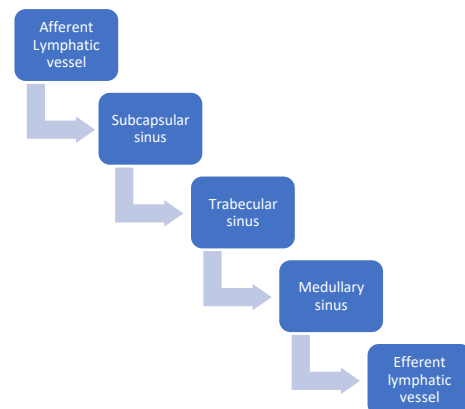 Afferent
Lymphatic
vessel
Subcapsular
sinus
Trabecular
sinus
Medullary
sinus
Efferent
lymphatic
vessel